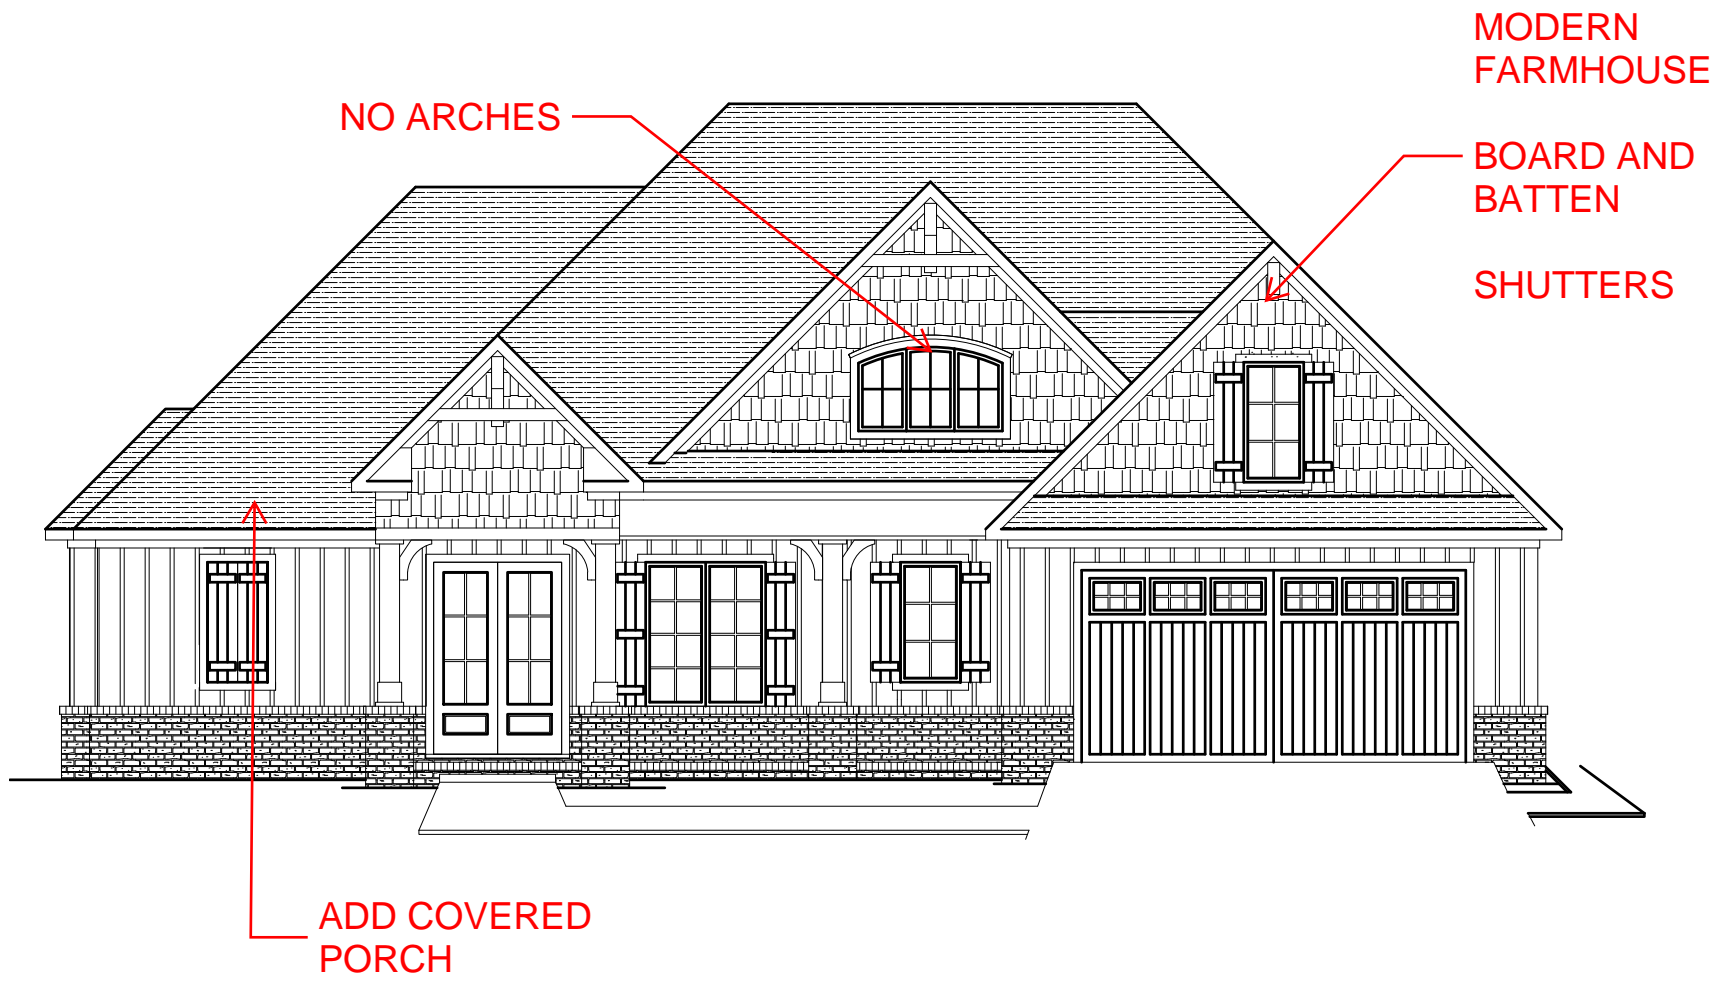 MODERN
FARMHOUSE
NO ARCHES
BOARD AND
BATTEN
SHUTTERS
ADD COVERED
PORCH